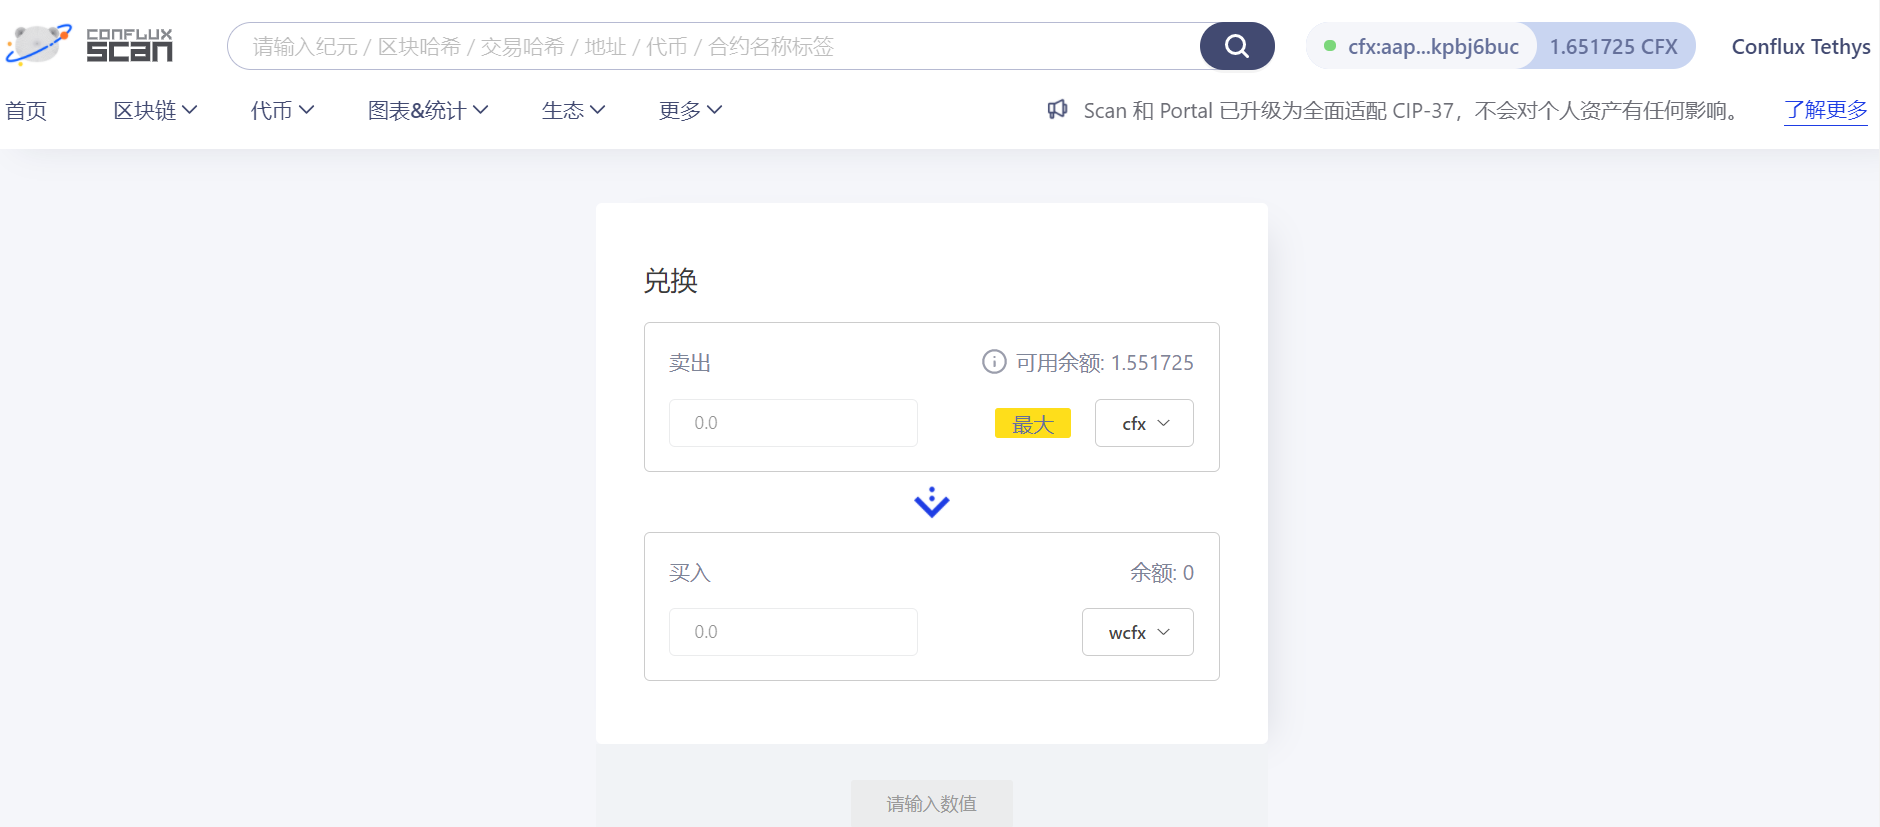 CONFLUX
SCAN
请输入纪元 / 区块哈希 / 交易哈希 / 地址 / 代币 / 合约名称标签
cfx:aap...kpbj6buc
1.651725 CFX
Conflux Tethys
首页
区块链
代币
图表&统计
生态
更多
Scan 和 Portal 已升级为全面适配 CIP-37，不会对个人资产有任何影响。
了解更多
兑换
卖出
可用余额: 1.551725
0.0
最大
cfx
买入
余额: 0
0.0
wcfx
请输入数值